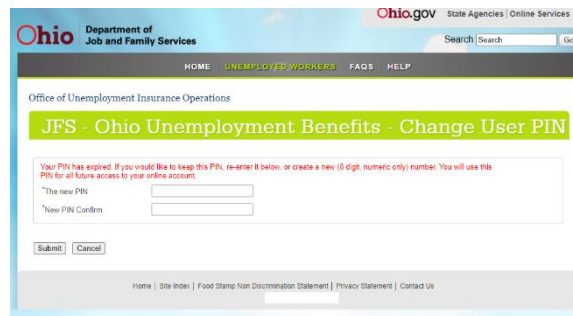 Ohio.gov State Agencies | Online Services
Ohio Department of
Job and Family Services
Search Search Go
HOME UNEMPLOYED WORKERS FAQS HELP
Office of Unemployment Insurance Operations
JFS - Ohio Unemployment Benefits - Change User PIN
Your PIN has expired. If you would like to keep this PIN, re-enter it below, or create a new (8 digit, numeric only) number. You will use this
PIN for all future access to your online account.
*The new PIN
*New PIN Confirm
Submit Cancel
Home | Site Index | Food Stamp Non Discrimination Statement | Privacy Statement | Contact Us